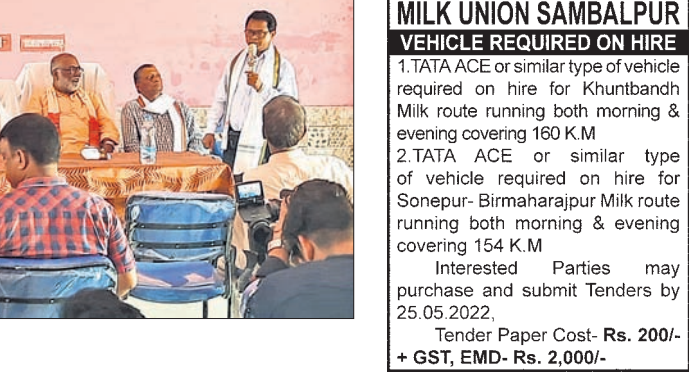 MILK UNION SAMBALPUR
VEHICLE REQUIRED ON HIRE
1.TATA ACE or similar type of vehicle
required on hire for Khuntbandh
Milk route running both morning &
evening covering 160 K.M
2.TATA ACE or similar type
of vehicle required on hire for
Sonepur- Birmaharajpur Milk route
running both morning & evening
covering 154 K.M
Interested Parties may
purchase and submit Tenders by
25.05.2022,
Tender Paper Cost- Rs. 200/-
+ GST, EMD- Rs. 2,000/-